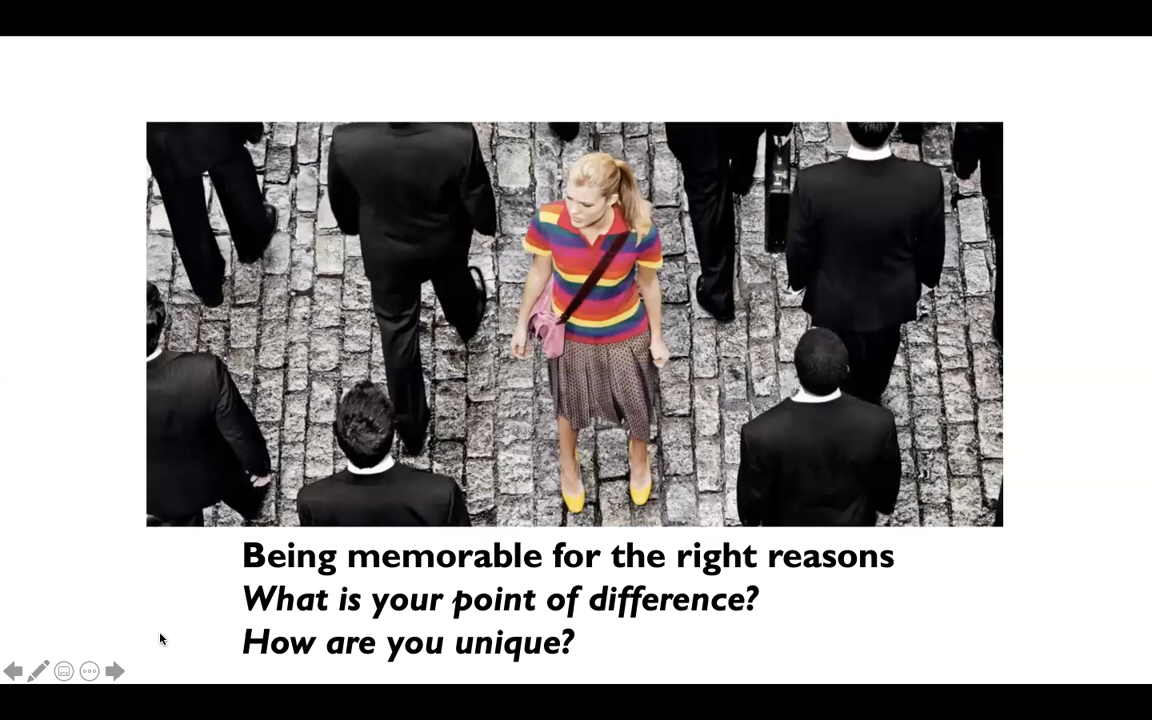 Being memorable for the right reasons
What is your point of difference?
How are you unique?